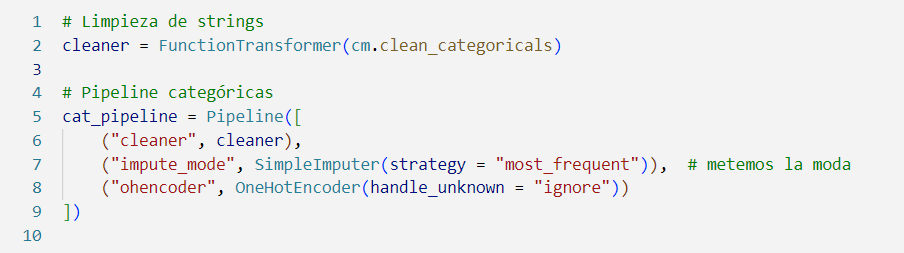 1 # Limpieza de strings
2 cleaner = FunctionTransformer(cm.clean_categoricals)
3
4 # Pipeline categóricas
5 cat_pipeline = Pipeline([
6     ("cleaner", cleaner),
7     ("impute_mode", SimpleImputer(strategy = "most_frequent")),  # metemos la moda
8     ("ohencoder", OneHotEncoder(handle_unknown = "ignore"))
9 ])
10